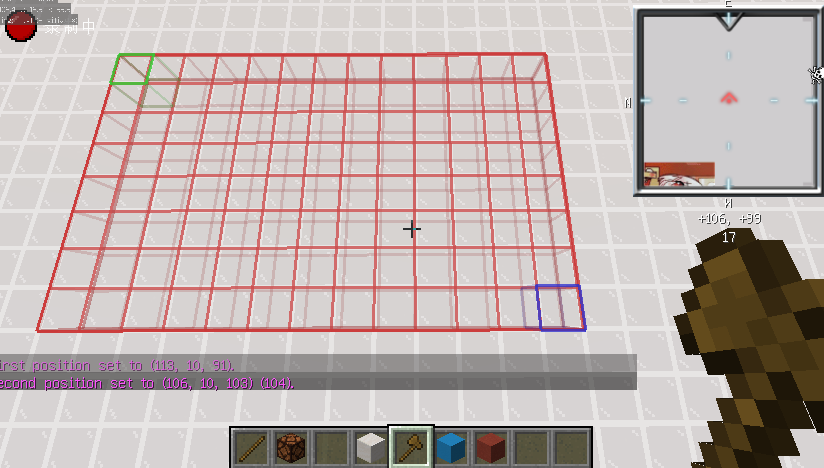 录制中
E
N
W
+106, +99
17
irst position set to (113, 10, 91).
econd position set to (106, 10, 103) (104).